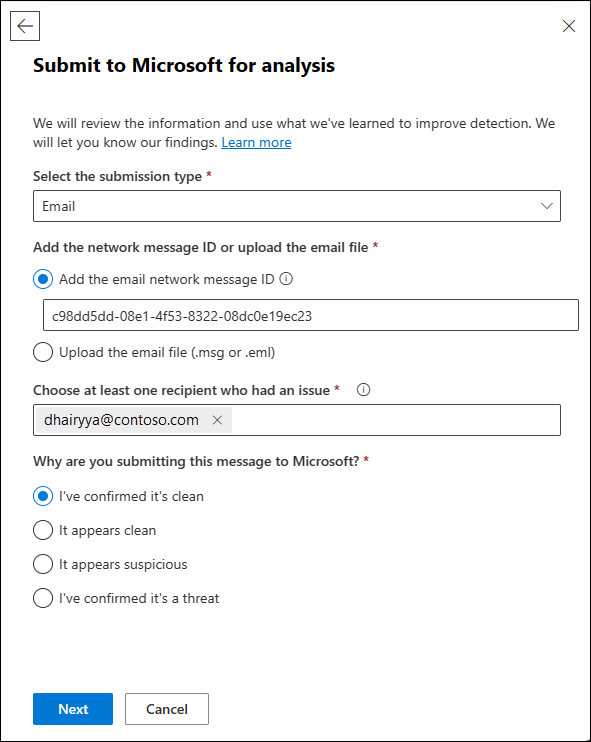 Submit to Microsoft for analysis
We will review the information and use what we've learned to improve detection. We
will let you know our findings. Learn more
Select the submission type *
Email
Add the network message ID or upload the email file *
Add the email network message ID
c98dd5dd-08e1-4f53-8322-08dc0e19ec23
Upload the email file (.msg or .eml)
Choose at least one recipient who had an issue *
dhairyya@contoso.com
Why are you submitting this message to Microsoft? *
I've confirmed it's clean
It appears clean
It appears suspicious
I've confirmed it's a threat
Next Cancel